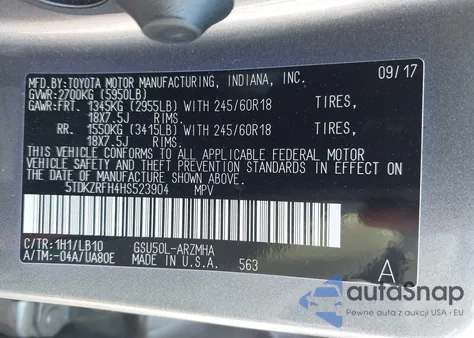 MFD.BY:TOYOTA MOTOR MANUFACTURING, INDIANA, INC. 09/17
GVWR:2700KG (5950LB)
GAWR:FRT. 1345KG (2955LB) WITH 245/60R18 TIRES,
18X7.5J RIMS.
RR. 1550KG (3415LB) WITH 245/60R18 TIRES,
18X7.5J RIMS.
THIS VEHICLE CONFORMS TO ALL APPLICABLE FEDERAL MOTOR
VEHICLE SAFETY AND THEFT PREVENTION STANDARDS IN EFFECT ON
THE DATE OF MANUFACTURE SHOWN ABOVE.
5TDKZRFH4HS523904 MPV
C/TR:1H1/LB10 GSU50L-ARZMHA
A/TM:-04A/UA80E MADE IN U.S.A. 563 A
autoSnap
Pewne auta z aukcji USA · EU